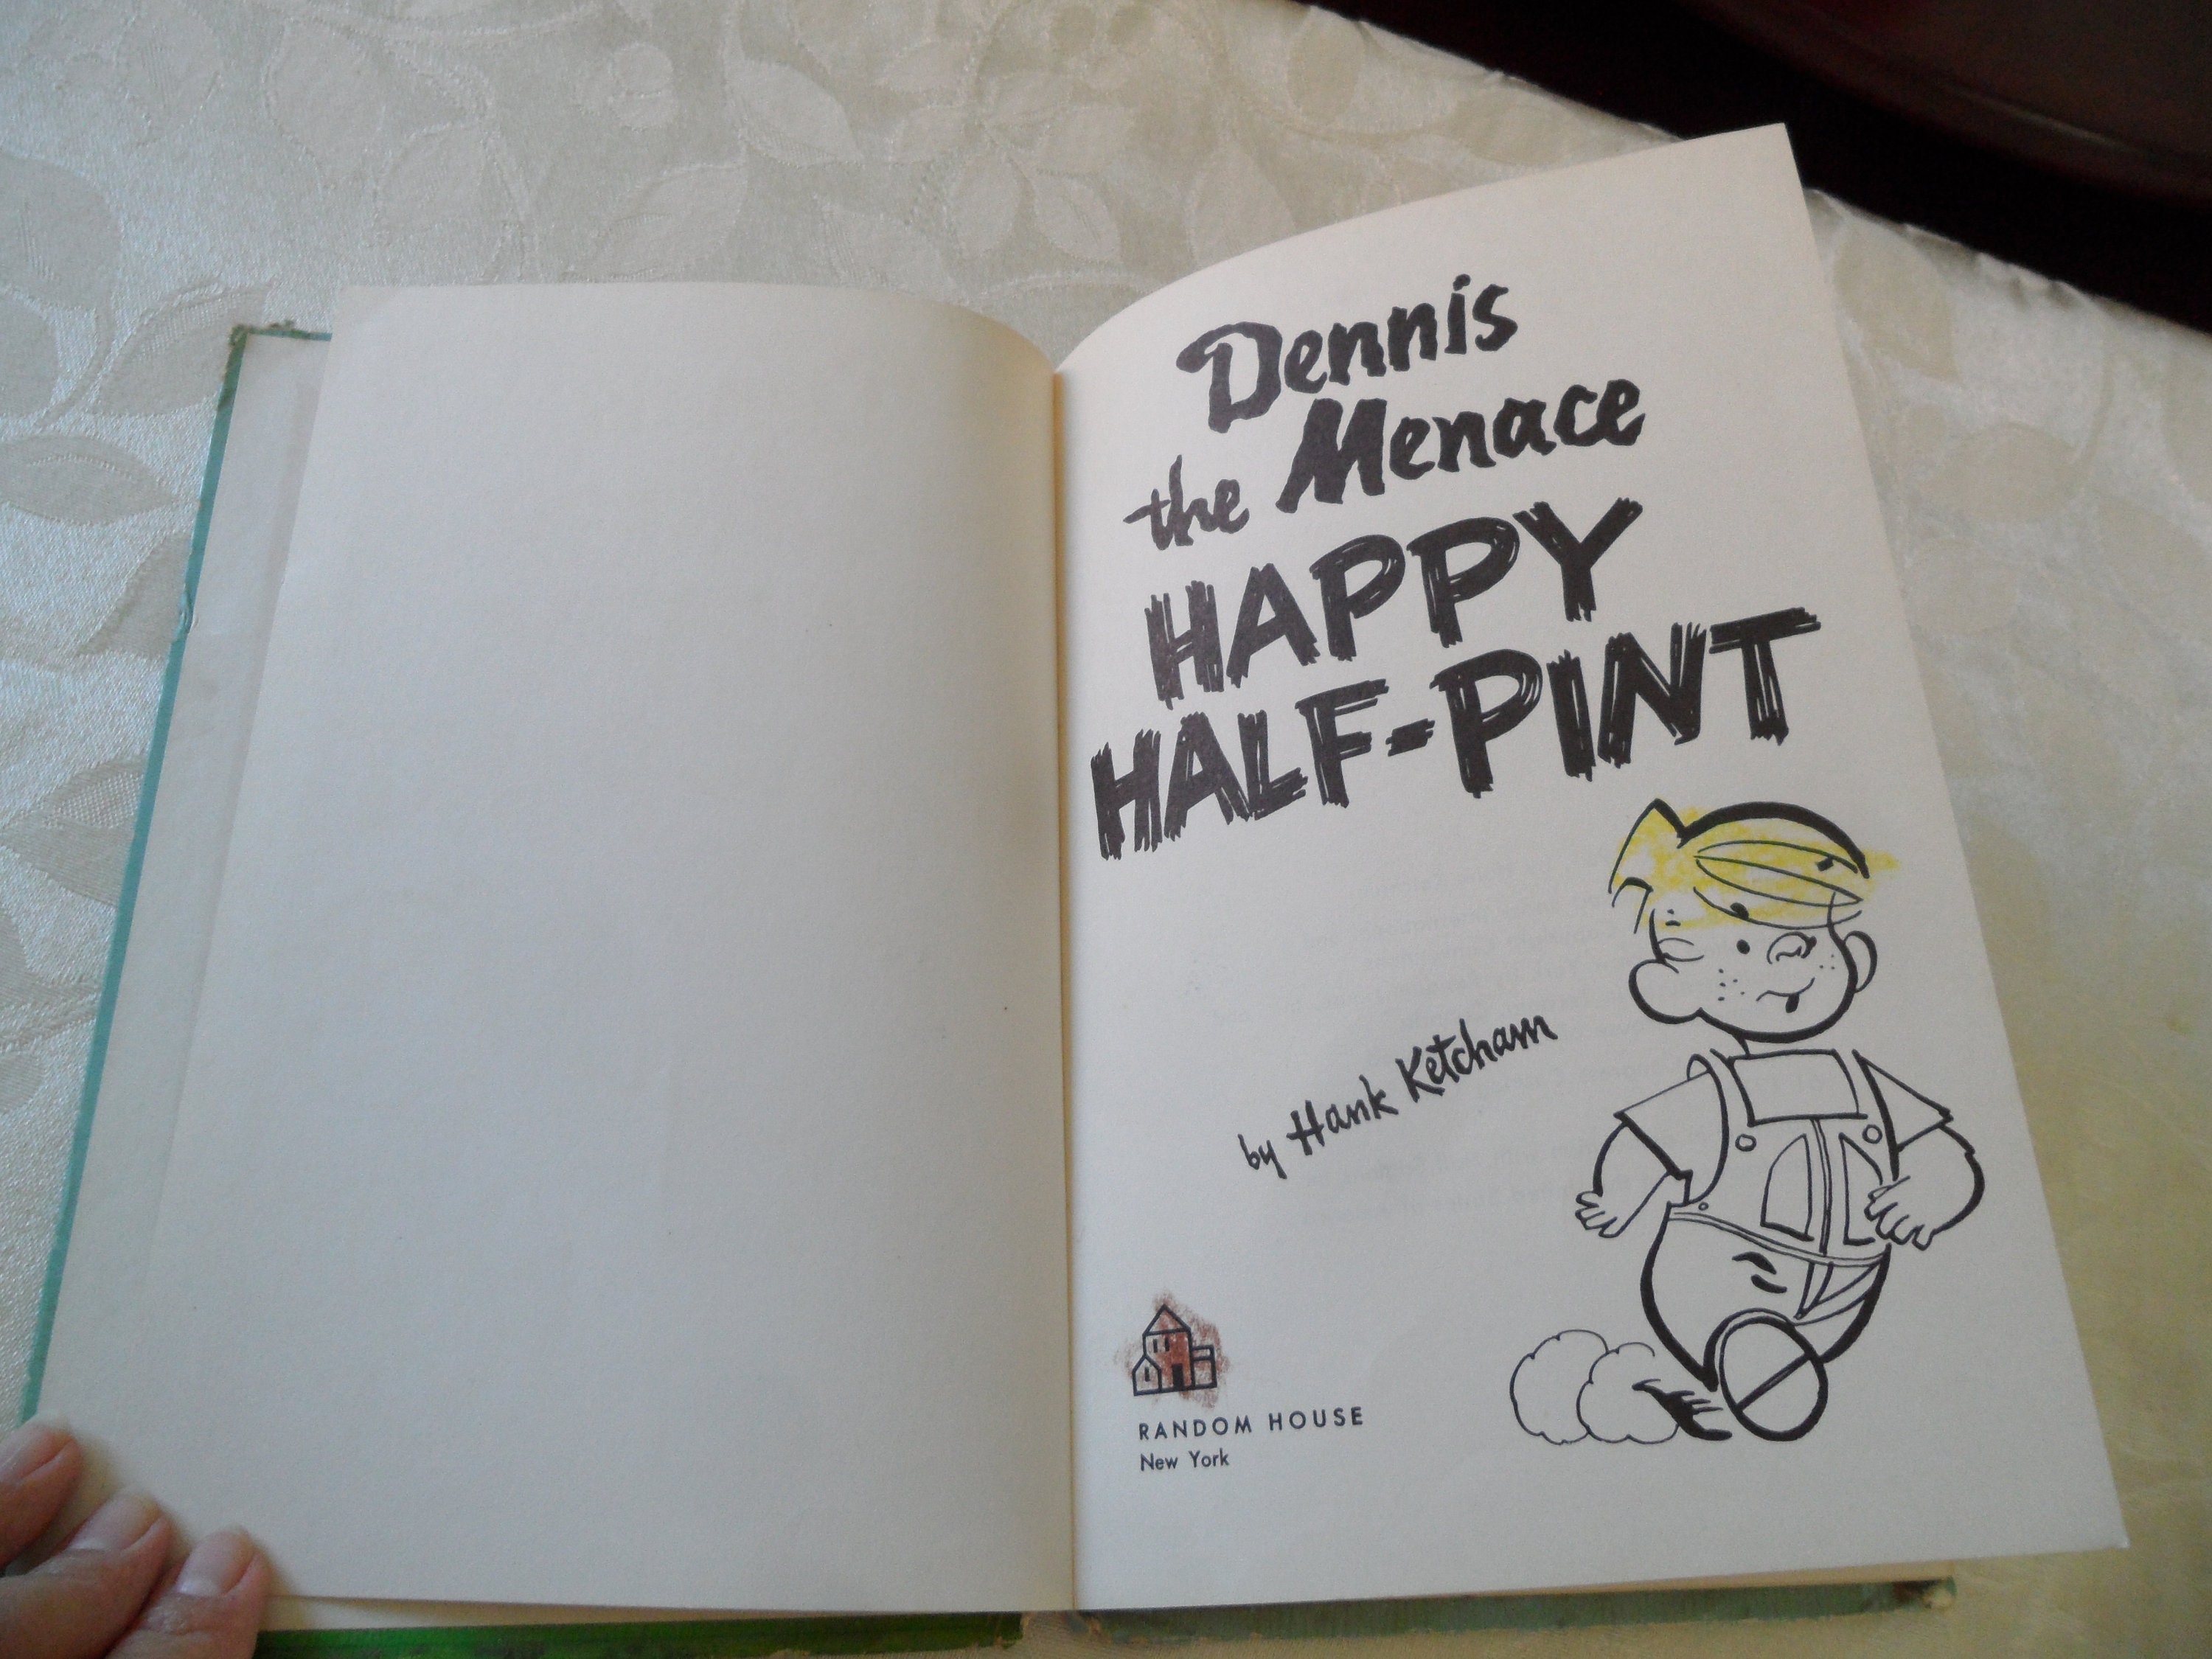 Dennis
the Menace
HAPPY
HALF-PINT
by Hank Ketcham
RANDOM HOUSE
New York